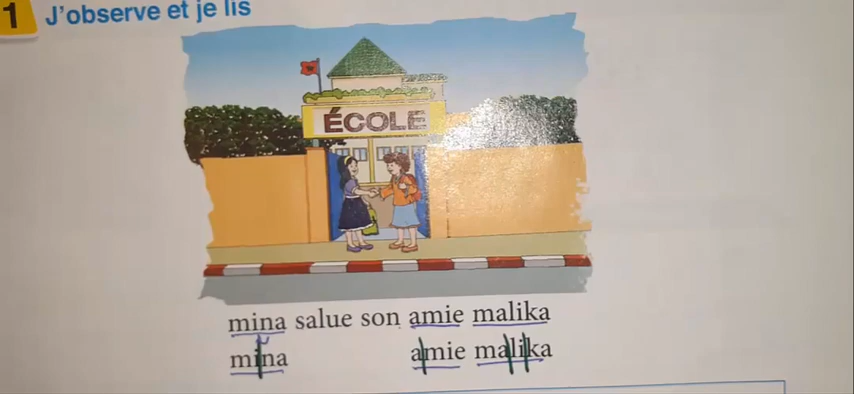 1 J'observe et je lis
ÉCOLE
mina salue son amie malika
mina amie malika